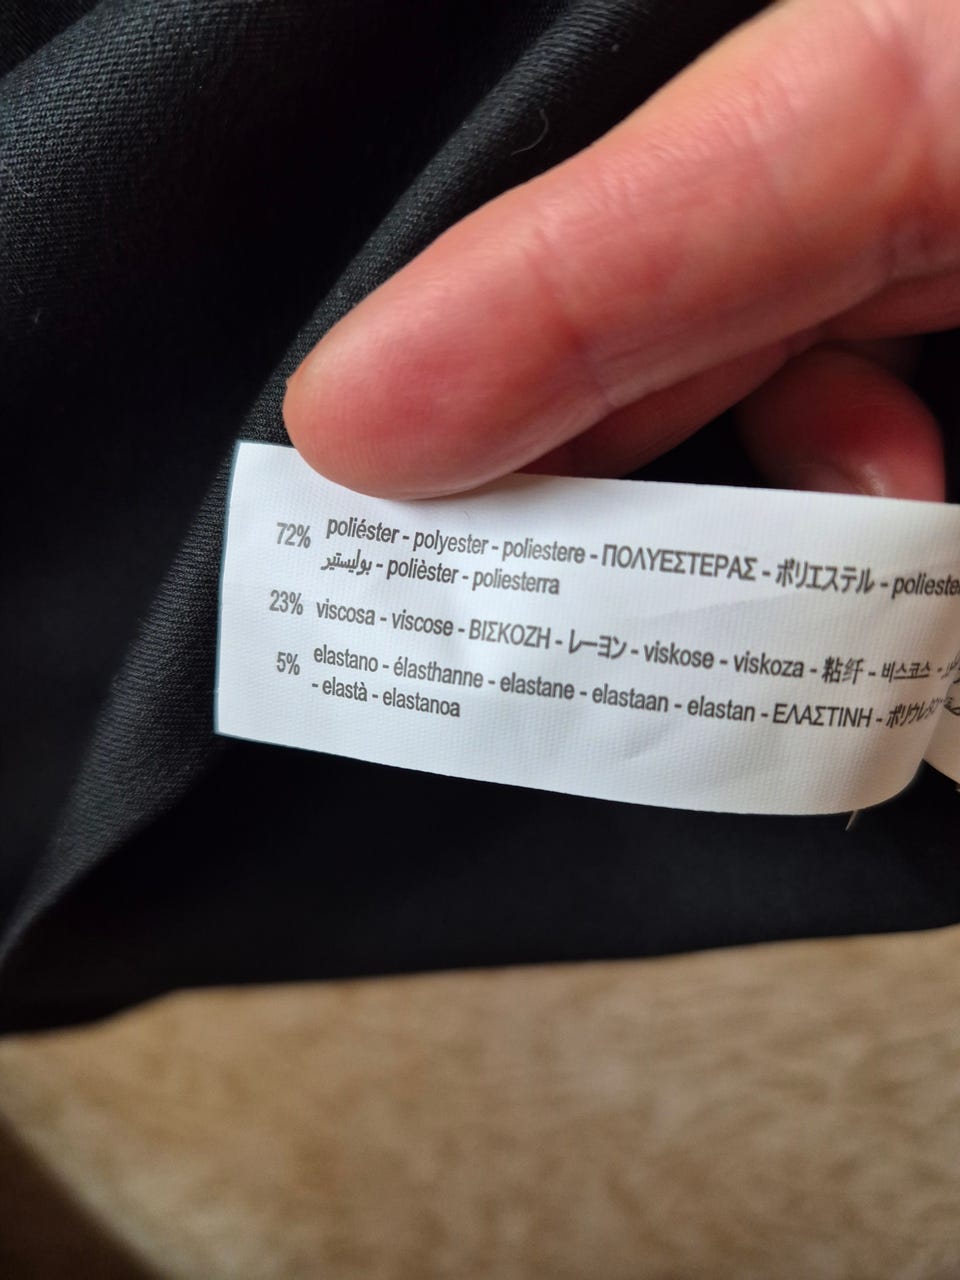 72% poliéster - polyester - poliestere - ΠΟΛΥΕΣΤΕΡΑΣ - ポリエステル -
بوليستير - polièster - poliesterra
23% viscosa - viscose - ΒΙΣΚΟΖΗ - レーヨン - viskose - viskoza - 粘纤 - 비스코스 -
5% elastano - élasthanne - elastane - elastaan - elastan - ΕΛΑΣΤΙΝΗ -
- elastà - elastanoa